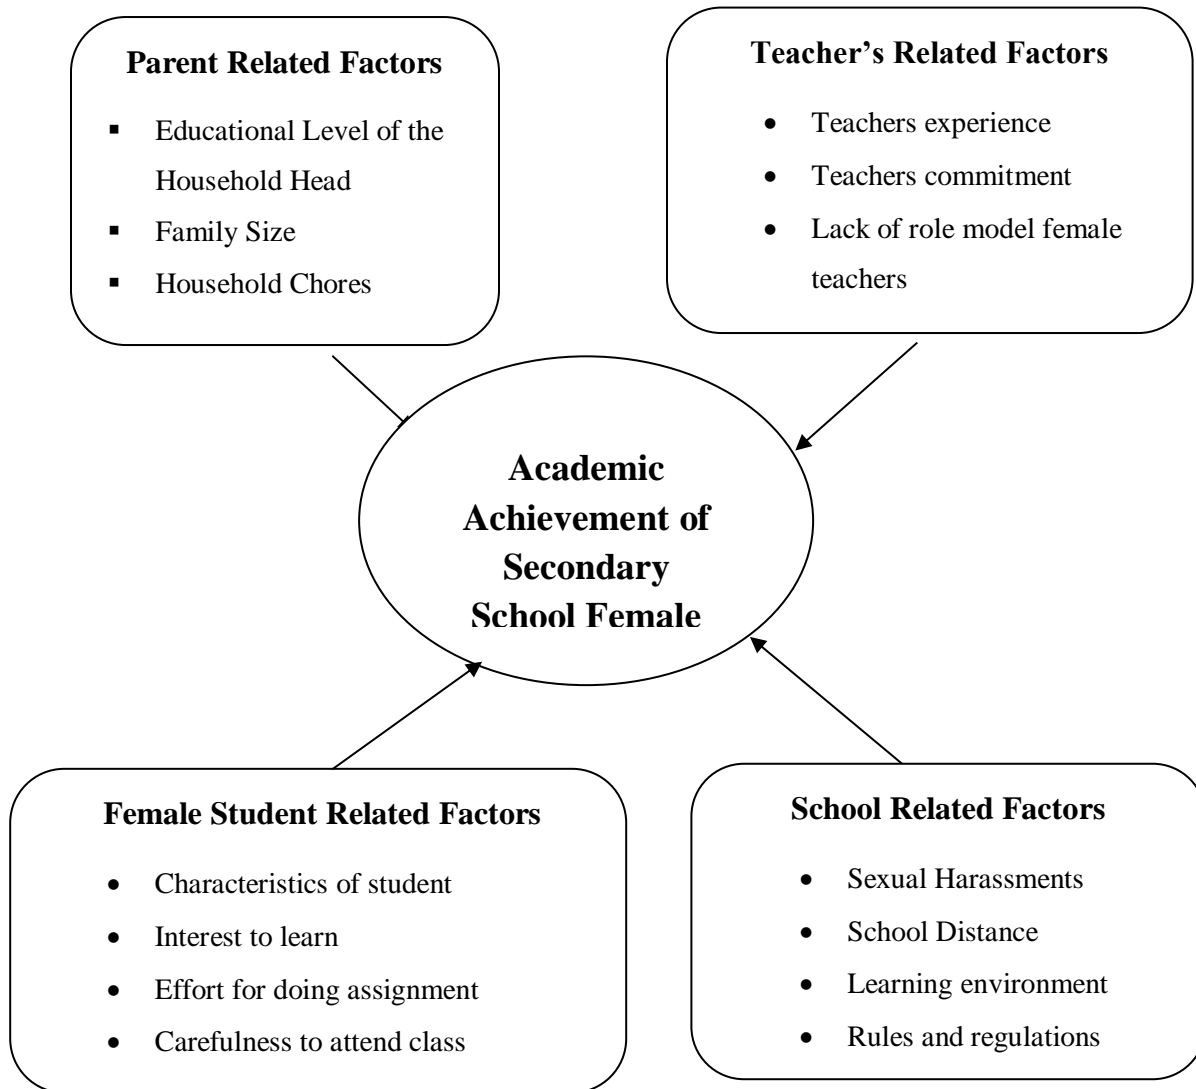 Parent Related Factors
▪ Educational Level of the
Household Head
▪ Family Size
▪ Household Chores
Teacher’s Related Factors
• Teachers experience
• Teachers commitment
• Lack of role model female
teachers
Academic
Achievement of
Secondary
School Female
Female Student Related Factors
• Characteristics of student
• Interest to learn
• Effort for doing assignment
• Carefulness to attend class
School Related Factors
• Sexual Harassments
• School Distance
• Learning environment
• Rules and regulations